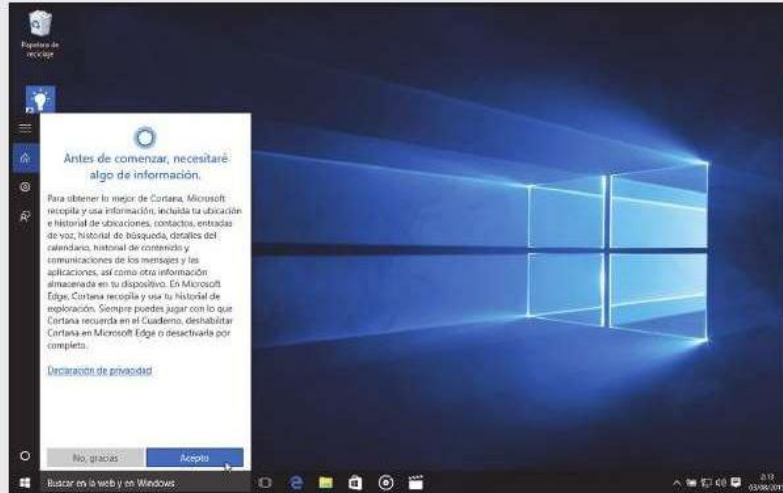 Papelera de
reciclaje
Antes de comenzar, necesitaré
algo de información.
Para obtener lo mejor de Cortana, Microsoft
recopila y usa información, incluida tu ubicación
e historial de ubicaciones, contactos, entradas
de voz, historial de búsqueda, detalles del
calendario, historial de contenido y
comunicaciones de los mensajes y las
aplicaciones, así como otra información
almacenada en tu dispositivo. En Microsoft
Edge, Cortana recopila y usa tu historial de
exploración. Siempre puedes jugar con lo que
Cortana recuerda en el Cuaderno, deshabilitar
Cortana en Microsoft Edge o desactivarla por
completo.
Declaración de privacidad
No, gracias
Acepto
Buscar en la web y en Windows